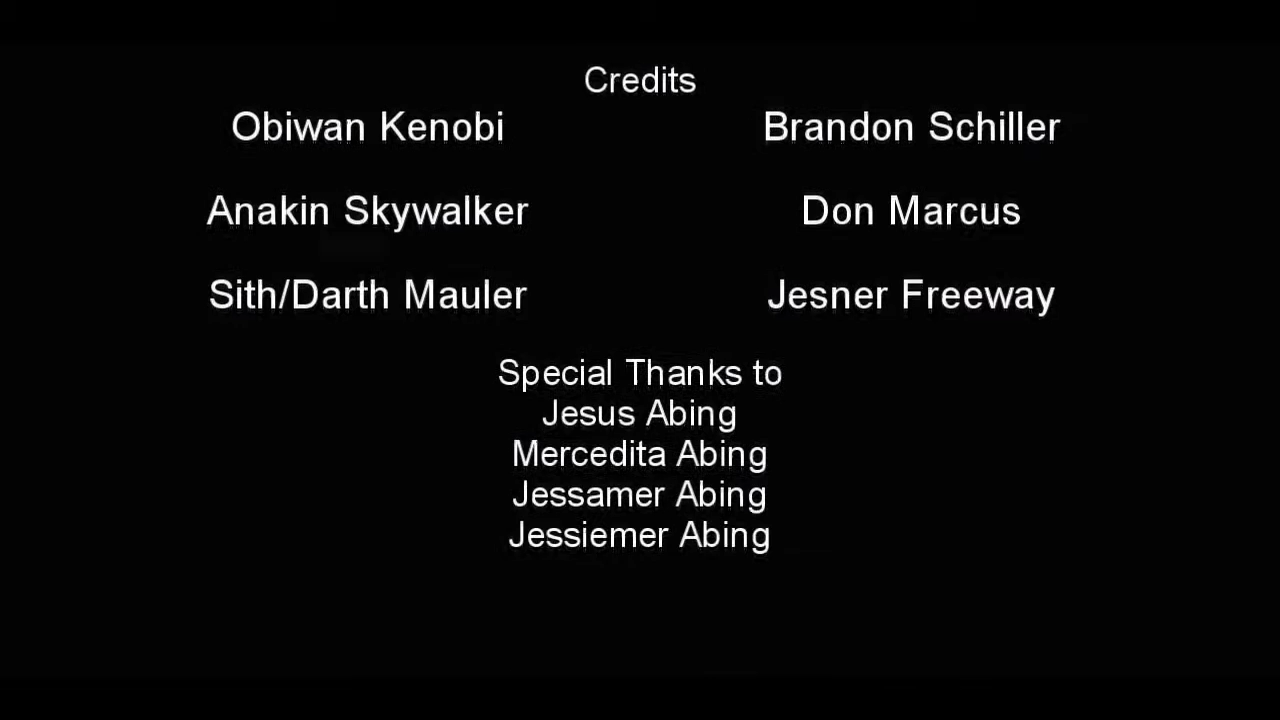 Credits
Obiwan Kenobi Brandon Schiller
Anakin Skywalker Don Marcus
Sith/Darth Mauler Jesner Freeway
Special Thanks to
Jesus Abing
Mercedita Abing
Jessamer Abing
Jessiemer Abing